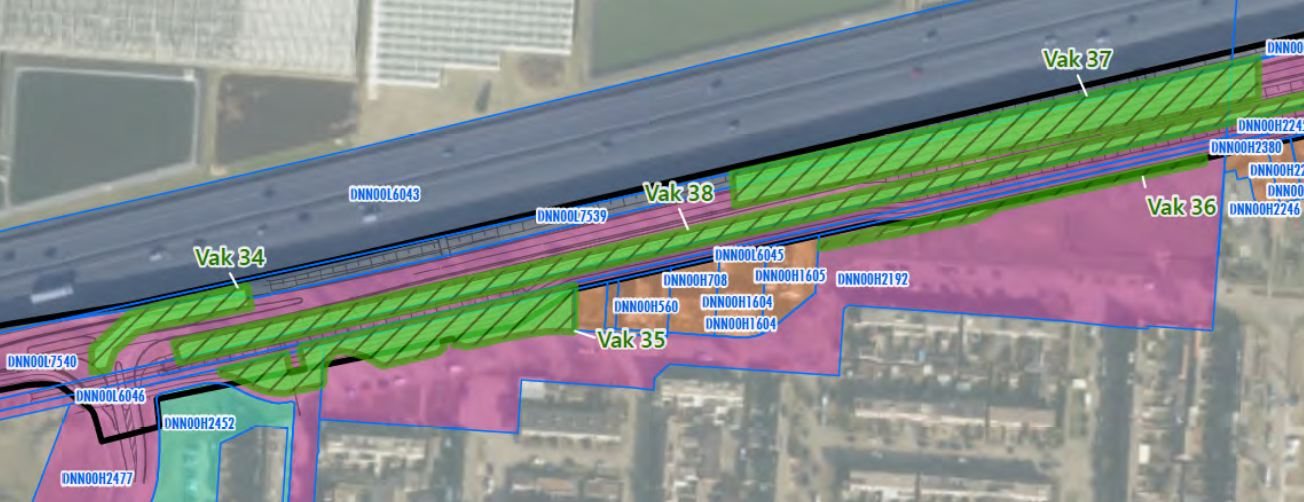 Vak 37
DNN00
DNN00H224
DNN00H2380
DNN00H22
DNN00
DNN00H2246
Vak 36
DNN00L6043
Vak 38
DNN00L7539
Vak 34
DNN00L6045
DNN00H708
DNN00H1605
DNN00H2192
DNN00H560
DNN00H1604
DNN00H1604
Vak 35
DNN00L7540
DNN00L6046
DNN00H2452
DNN00H2477